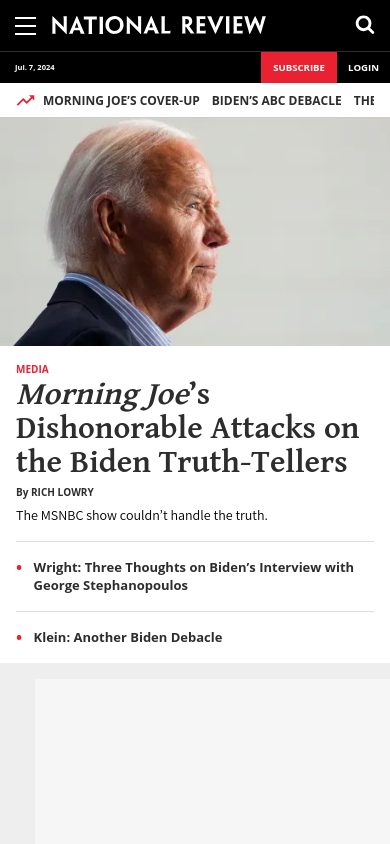 NATIONAL REVIEW
Jul. 7, 2024
SUBSCRIBE
LOGIN
MORNING JOE’S COVER-UP BIDEN’S ABC DEBACLE THE
MEDIA
Morning Joe’s
Dishonorable Attacks on
the Biden Truth-Tellers
By RICH LOWRY
The MSNBC show couldn’t handle the truth.
• Wright: Three Thoughts on Biden’s Interview with
George Stephanopoulos
• Klein: Another Biden Debacle